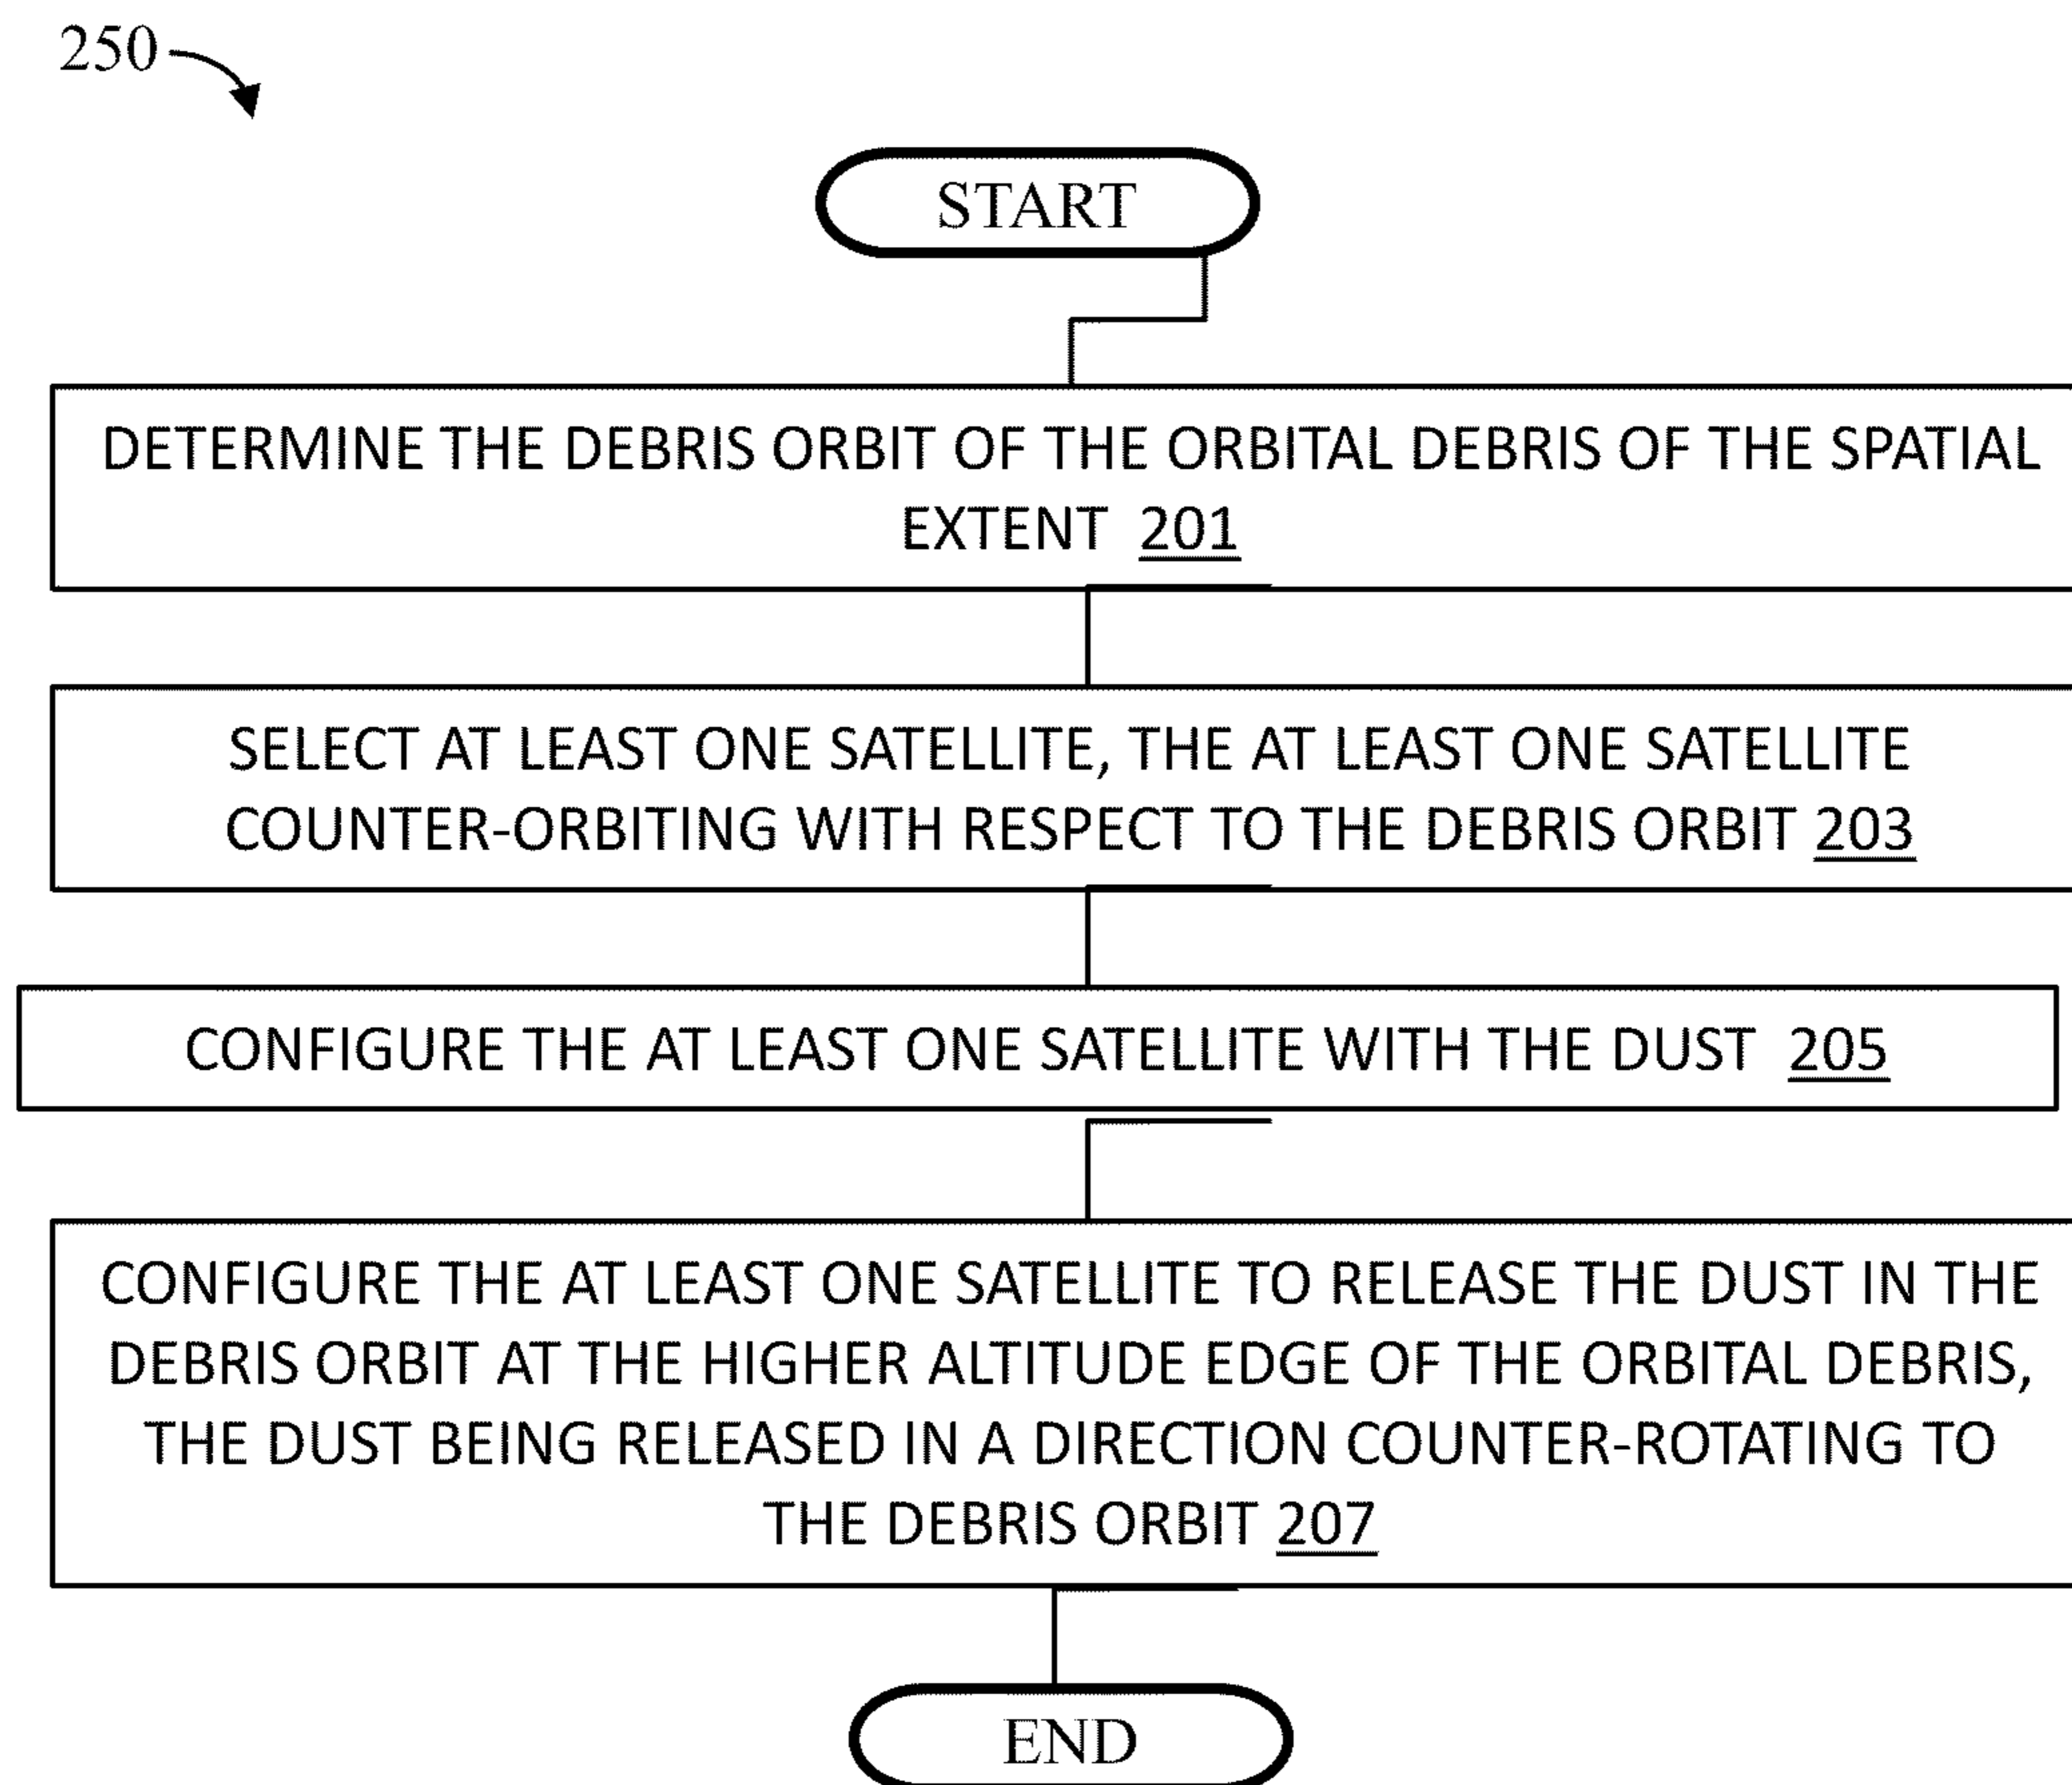 250
START
DETERMINE THE DEBRIS ORBIT OF THE ORBITAL DEBRIS OF THE SPATIAL
EXTENT 201
SELECT AT LEAST ONE SATELLITE, THE AT LEAST ONE SATELLITE
COUNTER-ORBITING WITH RESPECT TO THE DEBRIS ORBIT 203
CONFIGURE THE AT LEAST ONE SATELLITE WITH THE DUST 205
CONFIGURE THE AT LEAST ONE SATELLITE TO RELEASE THE DUST IN THE
DEBRIS ORBIT AT THE HIGHER ALTITUDE EDGE OF THE ORBITAL DEBRIS,
THE DUST BEING RELEASED IN A DIRECTION COUNTER-ROTATING TO
THE DEBRIS ORBIT 207
END